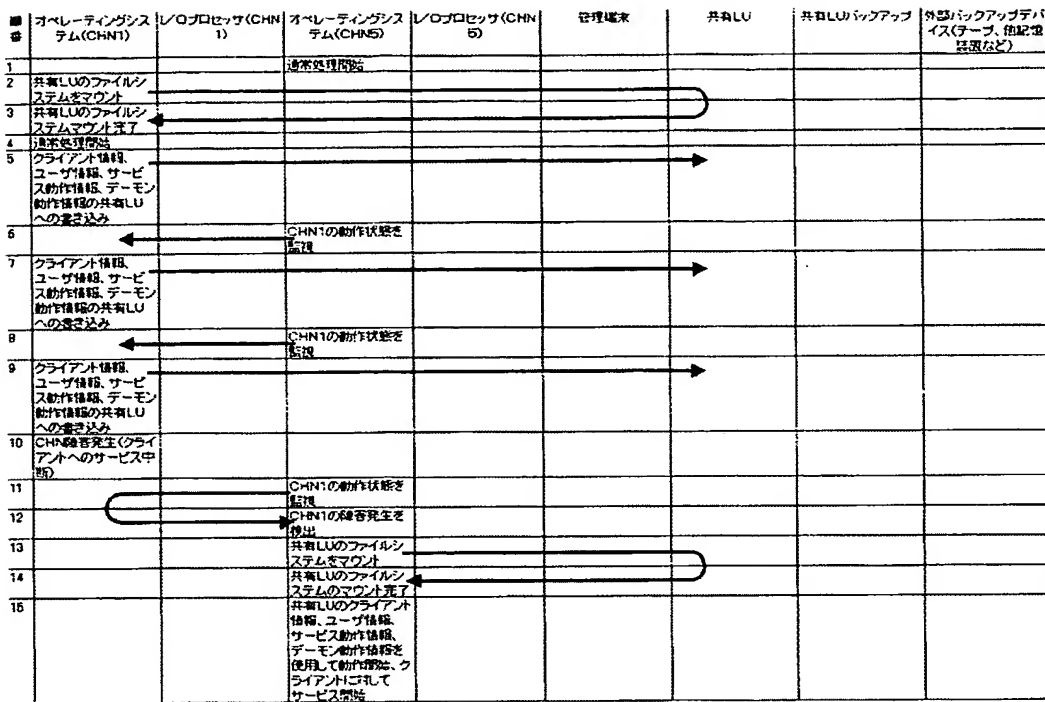 順番
オペレーティングシス
テム(CHN1)
I/Oプロセッサ(CHN
1)
オペレーティングシス
テム(CHN5)
I/Oプロセッサ(CHN
5)
管理端末
共有LU
共有LUバックアップ
外部バックアップデバ
イス(テープ、他記憶
装置など)
1
通常処理開始
2
共有LUのファイルシ
ステムをマウント
3
共有LUのファイルシ
ステムマウント完了
4
通常処理開始
5
クライアント情報、
ユーザ情報、サービ
ス動作情報、デーモン
動作情報の共有LU
への書き込み
6
CHN1の動作状態を
監視
7
クライアント情報、
ユーザ情報、サービ
ス動作情報、デーモン
動作情報の共有LU
への書き込み
8
CHN1の動作状態を
監視
9
クライアント情報、
ユーザ情報、サービ
ス動作情報、デーモン
動作情報の共有LU
への書き込み
10
CHN障害発生(クライ
アントへのサービス中
断)
11
CHN1の動作状態を
監視
12
CHN1の障害発生を
検出
13
共有LUのファイルシ
ステムをマウント
14
共有LUのファイルシ
ステムのマウント完了
15
共有LUのクライアント
情報、ユーザ情報、
サービス動作情報、
デーモン動作情報を
使用して動作開始、ク
ライアントに対して
サービス開始